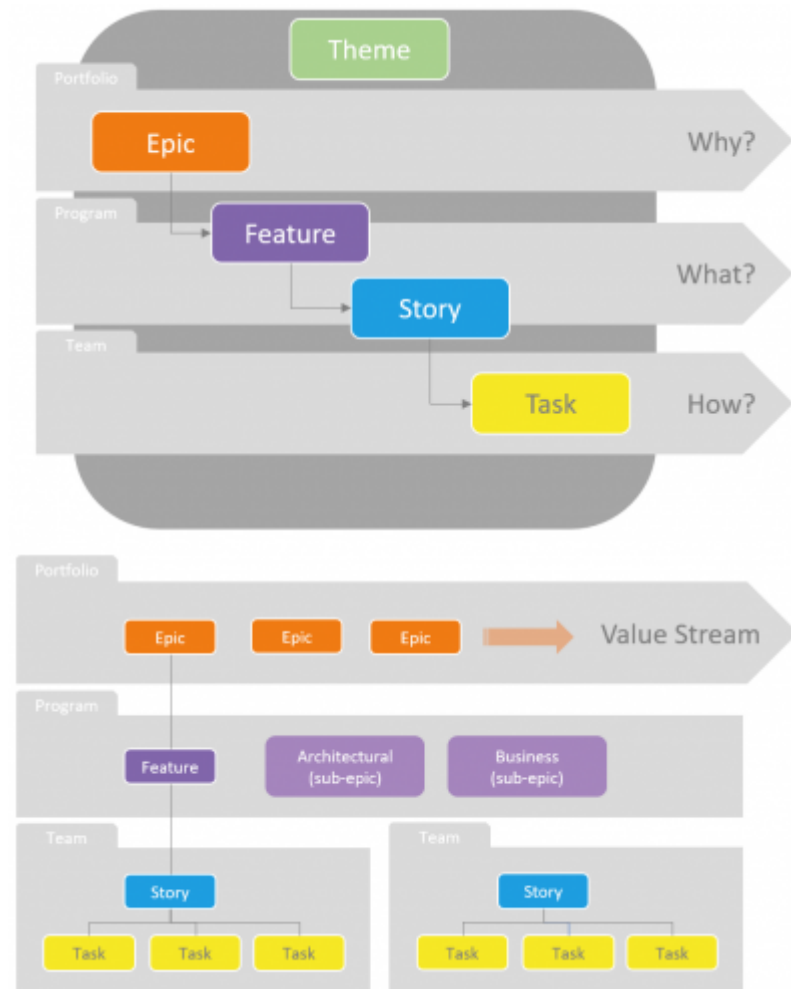 Theme
Portfolio
Epic
Why?
Program
Feature
What?
Story
Team
Task
How?
Portfolio
Epic
Epic
Epic
Value Stream
Program
Feature
Architectural
(sub-epic)
Business
(sub-epic)
Team
Story
Task
Task
Task
Team
Story
Task
Task
Task